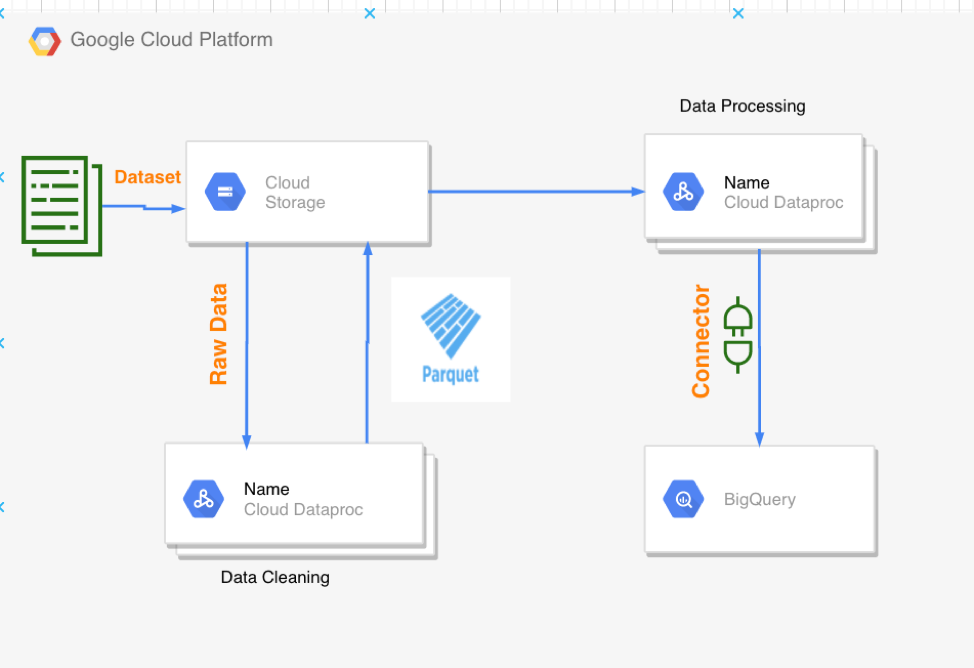 Google Cloud Platform
Data Processing
Dataset
Cloud
Storage
Name
Cloud Dataproc
Raw Data
Parquet
Connector
Name
Cloud Dataproc
BigQuery
Data Cleaning